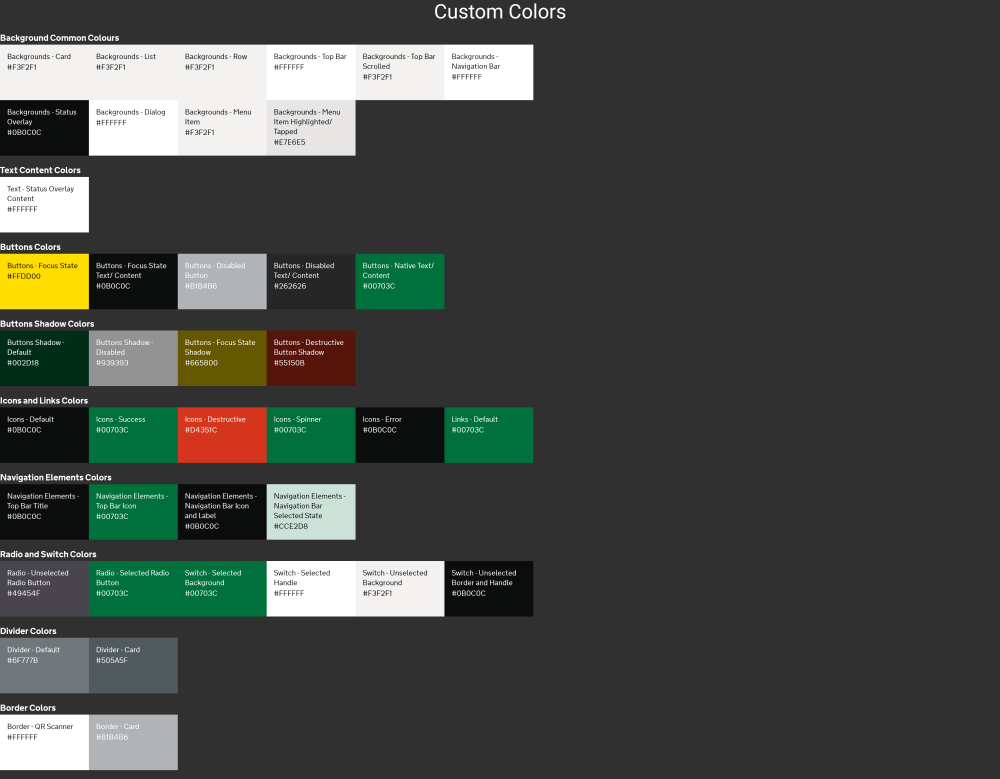 Custom Colors
Background Common Colours
Backgrounds - Card
#F3F2F1
Backgrounds - List
#F3F2F1
Backgrounds - Row
#F3F2F1
Backgrounds - Top Bar
#FFFFFF
Backgrounds - Top Bar
Scrolled
#F3F2F1
Backgrounds -
Navigation Bar
#FFFFFF
Backgrounds - Status
Overlay
#0B0C0C
Backgrounds - Dialog
#FFFFFF
Backgrounds - Menu
Item
#F3F2F1
Backgrounds - Menu
Item Highlighted/
Tapped
#E7E6E5
Text Content Colors
Text - Status Overlay
Content
#FFFFFF
Buttons Colors
Buttons - Focus State
#FFDD00
Buttons - Focus State
Text/ Content
#0B0C0C
Buttons - Disabled
Button
#B1B4B6
Buttons - Disabled
Text/ Content
#262626
Buttons - Native Text/
Content
#00703C
Buttons Shadow Colors
Buttons Shadow -
Default
#002D18
Buttons Shadow -
Disabled
#939393
Buttons - Focus State
Shadow
#665800
Buttons - Destructive
Button Shadow
#55150B
Icons and Links Colors
Icons - Default
#0B0C0C
Icons - Success
#00703C
Icons - Destructive
#D4351C
Icons - Spinner
#00703C
Icons - Error
#0B0C0C
Links - Default
#00703C
Navigation Elements Colors
Navigation Elements -
Top Bar Title
#0B0C0C
Navigation Elements -
Top Bar Icon
#00703C
Navigation Elements -
Navigation Bar Icon
and Label
#0B0C0C
Navigation Elements -
Navigation Bar
Selected State
#CCE2D8
Radio and Switch Colors
Radio - Unselected
Radio Button
#49454F
Radio - Selected Radio
Button
#00703C
Switch - Selected
Background
#00703C
Switch - Selected
Handle
#FFFFFF
Switch - Unselected
Background
#F3F2F1
Switch - Unselected
Border and Handle
#0B0C0C
Divider Colors
Divider - Default
#6F777B
Divider - Card
#505A5F
Border Colors
Border - QR Scanner
#FFFFFF
Border - Card
#B1B4B6